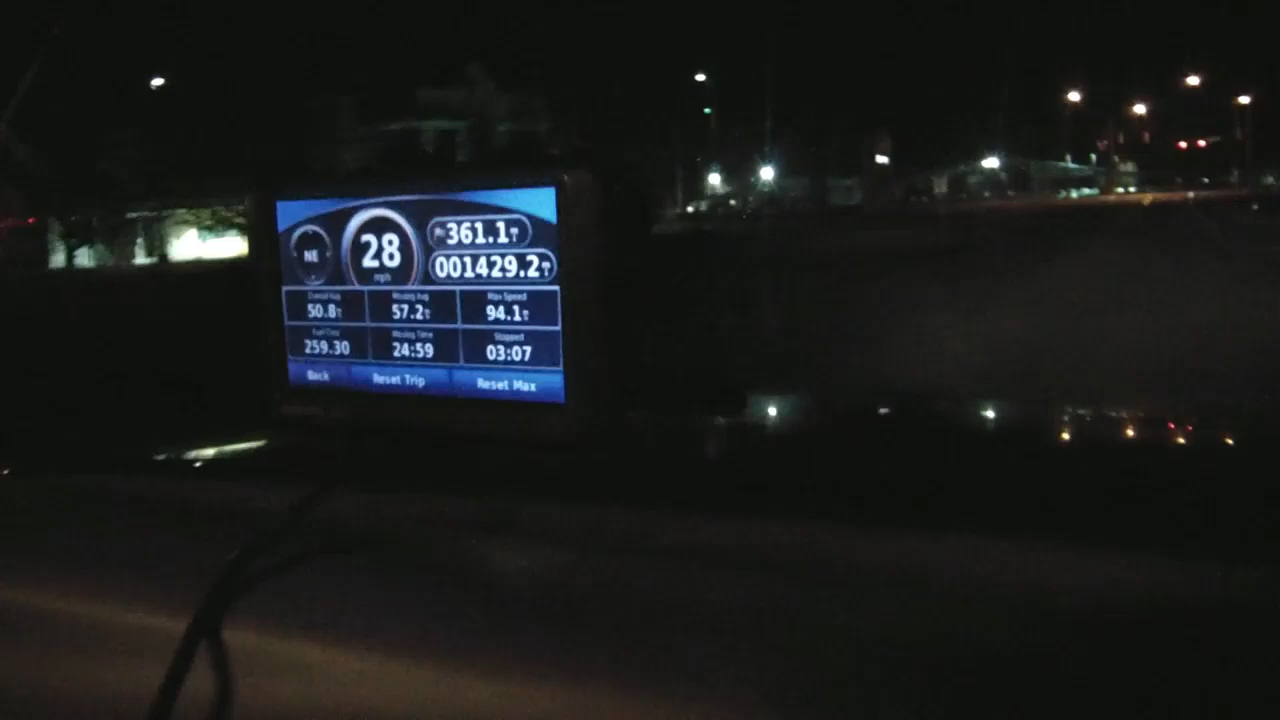 NE
28
mph
361.1
001429.2
Overall Avg
Moving Avg
Max Speed
50.8
57.2
94.1
Moving Time
Stopped
259.30
24:59
03:07
Back
Reset Trip
Reset Max